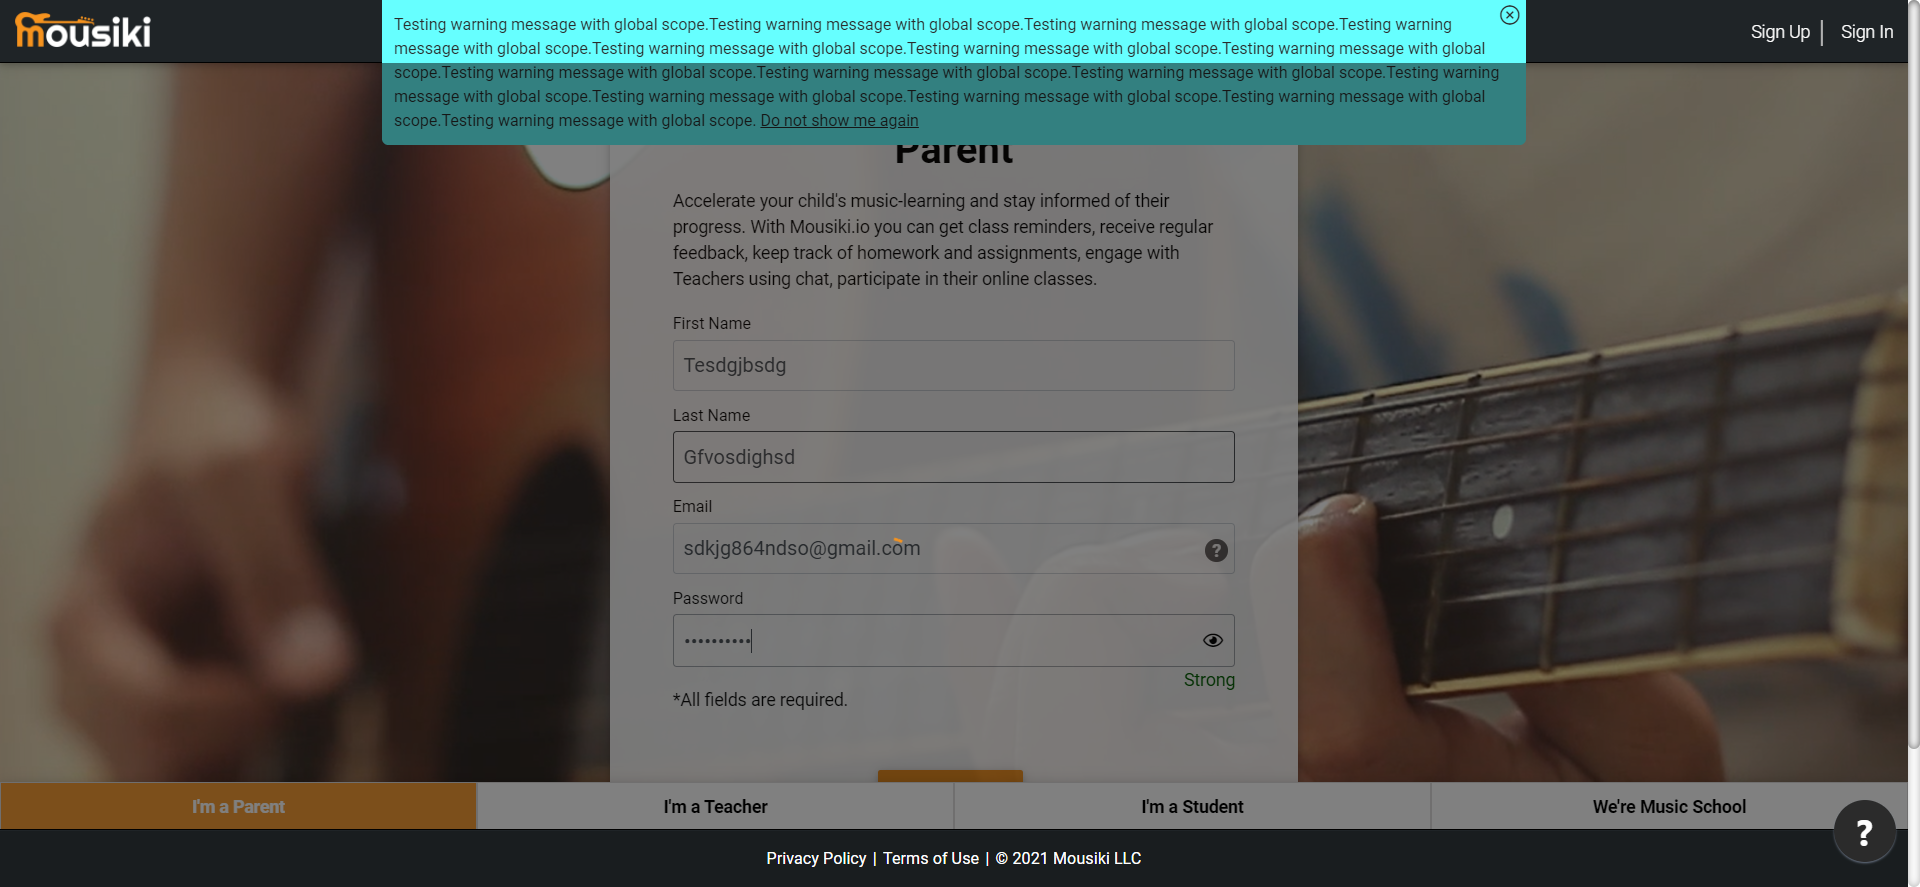 mousiki
Testing warning message with global scope.Testing warning message with global scope.Testing warning message with global scope.Testing warning
message with global scope.Testing warning message with global scope.Testing warning message with global scope.Testing warning message with global
scope.Testing warning message with global scope.Testing warning message with global scope.Testing warning message with global scope.Testing warning
message with global scope.Testing warning message with global scope.Testing warning message with global scope.Testing warning message with global
scope.Testing warning message with global scope. Do not show me again
Sign Up | Sign In
Parent
Accelerate your child's music-learning and stay informed of their
progress. With Mousiki.io you can get class reminders, receive regular
feedback, keep track of homework and assignments, engage with
Teachers using chat, participate in their online classes.
First Name
Tesdgjbsdg
Last Name
Gfvosdighsd
Email
sdkjg864ndso@gmail.com
?
Password
••••••••••
Strong
*All fields are required.
I'm a Parent
I'm a Teacher
I'm a Student
We're Music School
?
Privacy Policy | Terms of Use | © 2021 Mousiki LLC